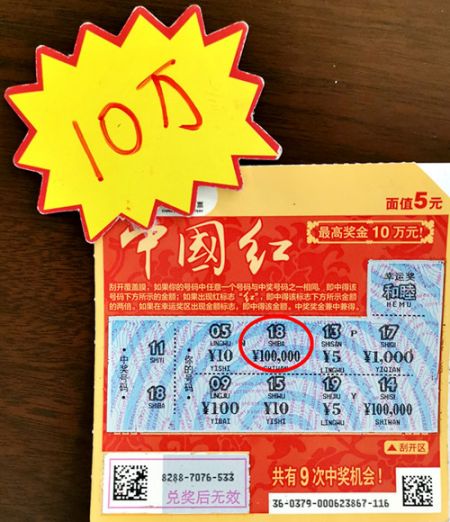 10万
票
面值5元
中國红
最高奖金10万元!
刮开覆盖膜,如果你的号码中任意一个号码与中奖号码之一相同,即中得该
号码下方所示的金额;如果出现红标志"红",即中得该标志下方所示金额
的两倍。如果在幸运奖区出现金额标志,即中得该金额。中奖奖金兼中兼得。
幸运奖
和睦
HEMU
中奖号码
11
SHIYI
18
SHIBA
你的号码
05 18 13 P 17
LINGWU N SHIBA SHISAN SHIQI
¥10 ¥100,000 ¥5 ¥1,000
YISHI SHIWAN LINGWU YIQIAN
09 15 19 Y 14
LINGJIU SHIWU SHIJIU SHISI
¥100 ¥10 ¥5 ¥100,000
YIBAI YISHI LINGWU SHIWAN
▲刮开区
8288-7076-533
兑奖后无效
共有9次中奖机会!
36-0379-000623867-116